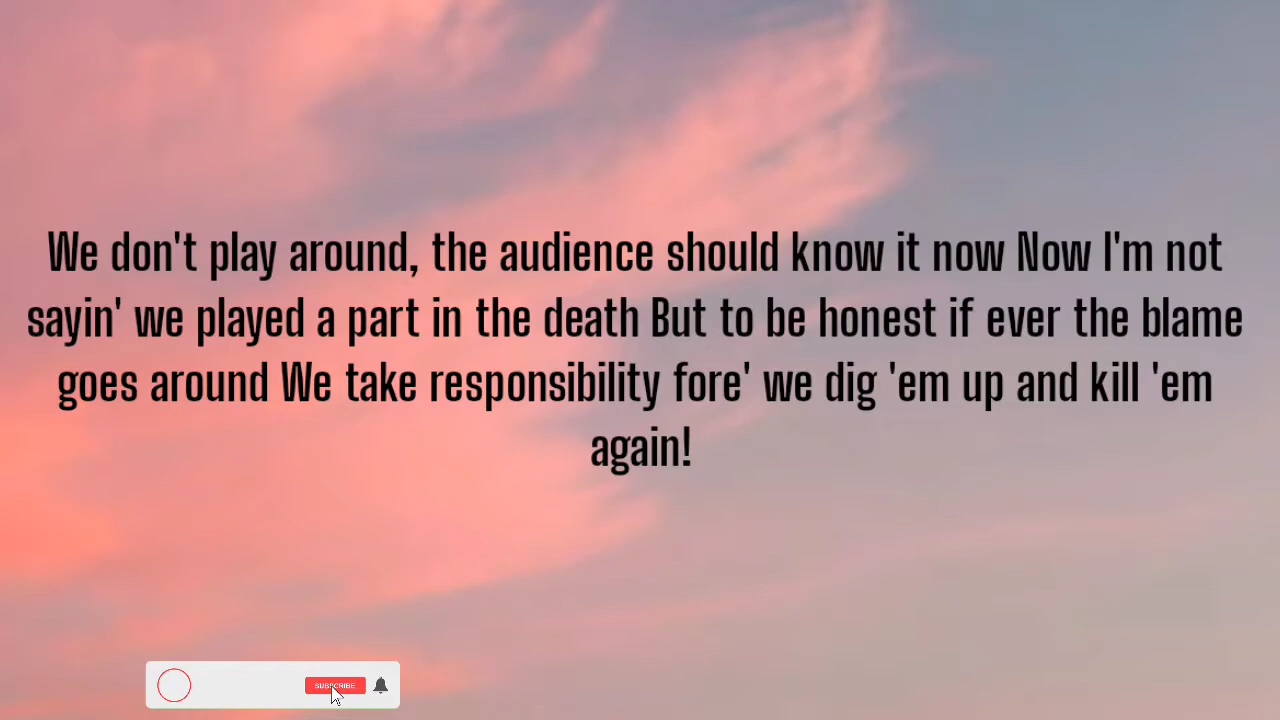 We don't play around, the audience should know it now Now I'm not
sayin' we played a part in the death But to be honest if ever the blame
goes around We take responsibility fore' we dig 'em up and kill 'em
again!
SUBSCRIBE